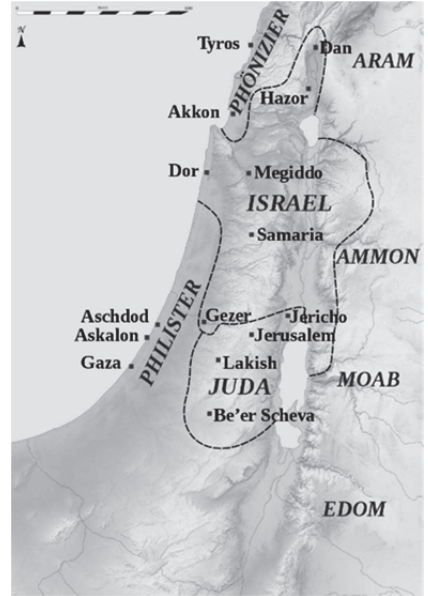 N
Tyros
PHÖNIZIER
Dan
ARAM
Hazor
Akkon
Dor
Megiddo
ISRAEL
Samaria
AMMON
PHILISTER
Aschdod
Gezer
Jericho
Askalon
Jerusalem
Gaza
Lakish
JUDA
MOAB
Be'er Scheva
EDOM